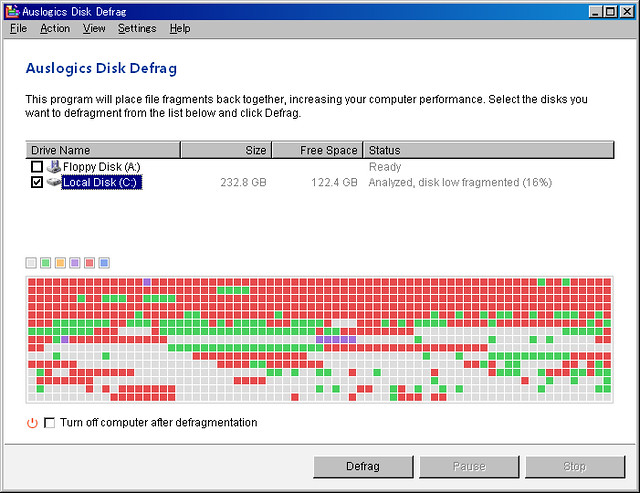 Auslogics Disk Defrag
File Action View Settings Help
Auslogics Disk Defrag
This program will place file fragments back together, increasing your computer performance. Select the disks you
want to defragment from the list below and click Defrag.
Drive Name Size Free Space Status
Floppy Disk (A:) Ready
Local Disk (C:) 232.8 GB 122.4 GB Analyzed, disk low fragmented (16%)
Turn off computer after defragmentation
Defrag Pause Stop